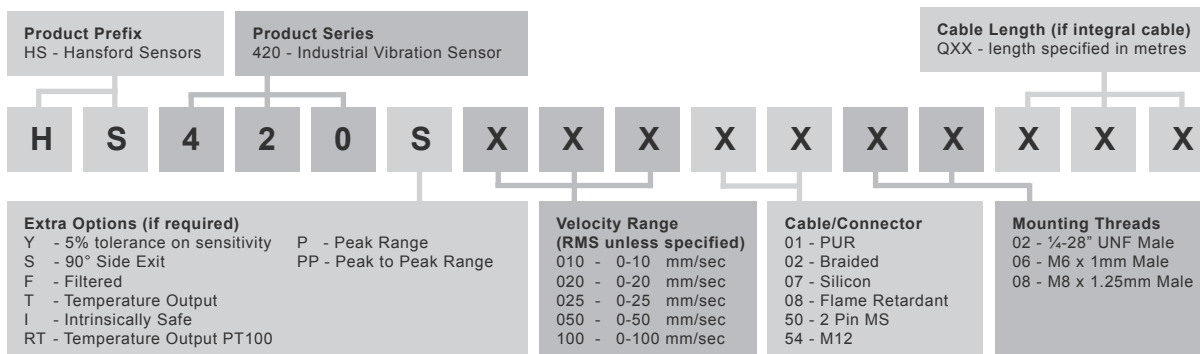 Product Prefix
HS - Hansford Sensors
Product Series
420 - Industrial Vibration Sensor
Cable Length (if integral cable)
QXX - length specified in metres
H S 4 2 0 S X X X X X X X X X X
Extra Options (if required)
Y - 5% tolerance on sensitivity P - Peak Range
S - 90° Side Exit PP - Peak to Peak Range
F - Filtered
T - Temperature Output
I - Intrinsically Safe
RT - Temperature Output PT100
Velocity Range
(RMS unless specified)
010 - 0-10 mm/sec
020 - 0-20 mm/sec
025 - 0-25 mm/sec
050 - 0-50 mm/sec
100 - 0-100 mm/sec
Cable/Connector
01 - PUR
02 - Braided
07 - Silicon
08 - Flame Retardant
50 - 2 Pin MS
54 - M12
Mounting Threads
02 - ¼-28” UNF Male
06 - M6 x 1mm Male
08 - M8 x 1.25mm Male